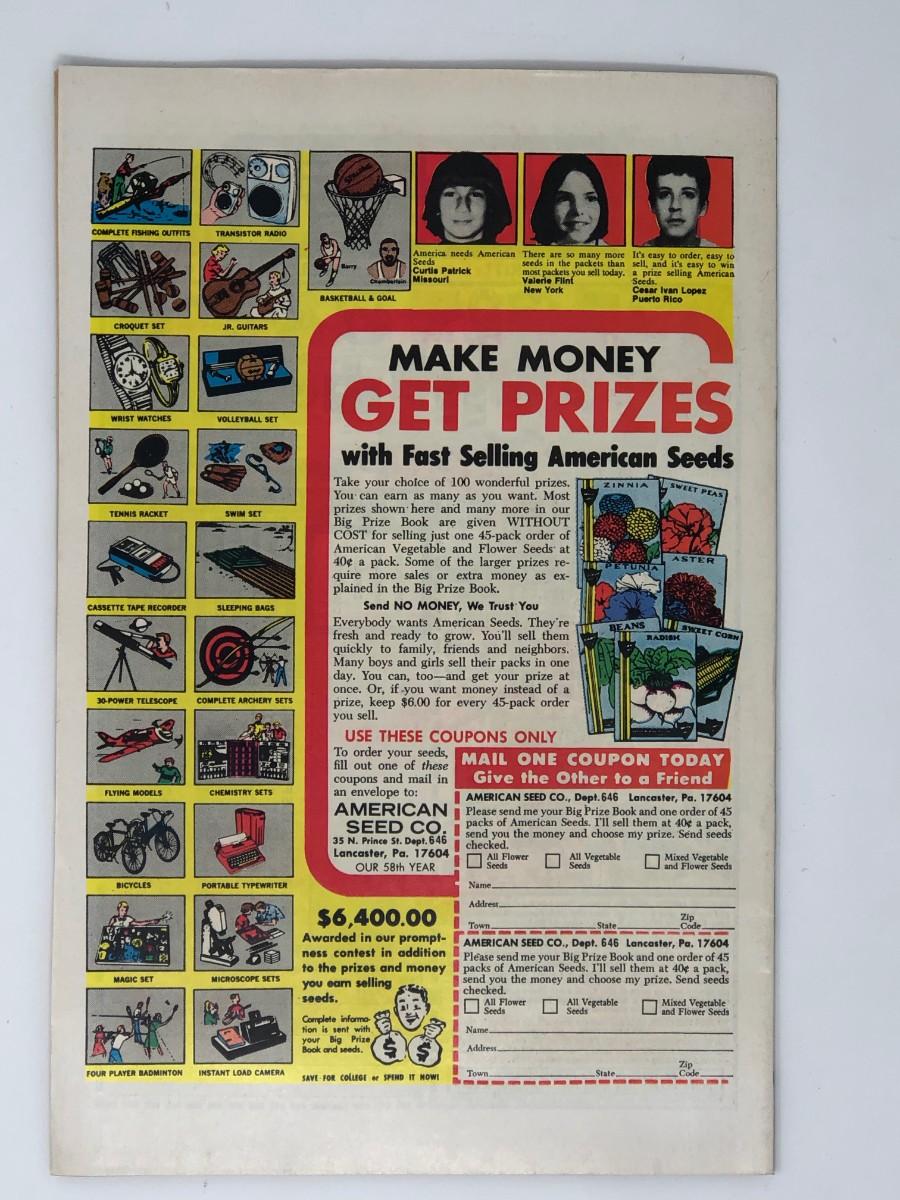 COMPLETE FISHING OUTFITS
TRANSISTOR RADIO
CROQUET SET
JR. GUITARS
WRIST WATCHES
VOLLEYBALL SET
TENNIS RACKET
SWIM SET
CASSETTE TAPE RECORDER
SLEEPING BAGS
30-POWER TELESCOPE
COMPLETE ARCHERY SETS
FLYING MODELS
CHEMISTRY SETS
BICYCLES
PORTABLE TYPEWRITER
MAGIC SET
MICROSCOPE SETS
FOUR PLAYER BADMINTON
INSTANT LOAD CAMERA
SPALDING
Barry
Chamberlain
BASKETBALL & GOAL
America needs American
Seeds
Curtis Patrick
Missouri
There are so many more
seeds in the packets than
most packets you sell today.
Valerie Flint
New York
It's easy to order, easy to
sell, and it's easy to win
a prize selling American
Seeds.
Cesar Ivan Lopez
Puerto Rico
MAKE MONEY
GET PRIZES
with Fast Selling American Seeds
Take your choice of 100 wonderful prizes.
You can earn as many as you want. Most
prizes shown here and many more in our
Big Prize Book are given WITHOUT
COST for selling just one 45-pack order of
American Vegetable and Flower Seeds at
40¢ a pack. Some of the larger prizes re-
quire more sales or extra money as ex-
plained in the Big Prize Book.
Send NO MONEY, We Trust You
Everybody wants American Seeds. They're
fresh and ready to grow. You'll sell them
quickly to family, friends and neighbors.
Many boys and girls sell their packs in one
day. You can, too—and get your prize at
once. Or, if you want money instead of a
prize, keep $6.00 for every 45-pack order
you sell.
ZINNIA
SWEET PEAS
PETUNIA
ASTER
BEANS
RADISH
SWEET CORN
USE THESE COUPONS ONLY
To order your seeds,
fill out one of these
coupons and mail in
an envelope to:
AMERICAN
SEED CO.
35 N. Prince St. Dept. 646
Lancaster, Pa. 17604
OUR 58th YEAR
MAIL ONE COUPON TODAY
Give the Other to a Friend
AMERICAN SEED CO., Dept. 646 Lancaster, Pa. 17604
Please send me your Big Prize Book and one order of 45
packs of American Seeds. I'll sell them at 40¢ a pack,
send you the money and choose my prize. Send seeds
checked.
All Flower
Seeds
All Vegetable
Seeds
Mixed Vegetable
and Flower Seeds
Name
Address
Town State Zip Code
AMERICAN SEED CO., Dept. 646 Lancaster, Pa. 17604
Please send me your Big Prize Book and one order of 45
packs of American Seeds. I'll sell them at 40¢ a pack,
send you the money and choose my prize. Send seeds
checked.
All Flower
Seeds
All Vegetable
Seeds
Mixed Vegetable
and Flower Seeds
Name
Address
Town State Zip Code
$6,400.00
Awarded in our prompt-
ness contest in addition
to the prizes and money
you earn selling
seeds.
Complete informa-
tion is sent with
your Big Prize
Book and seeds.
$ $
SAVE FOR COLLEGE or SPEND IT NOW!